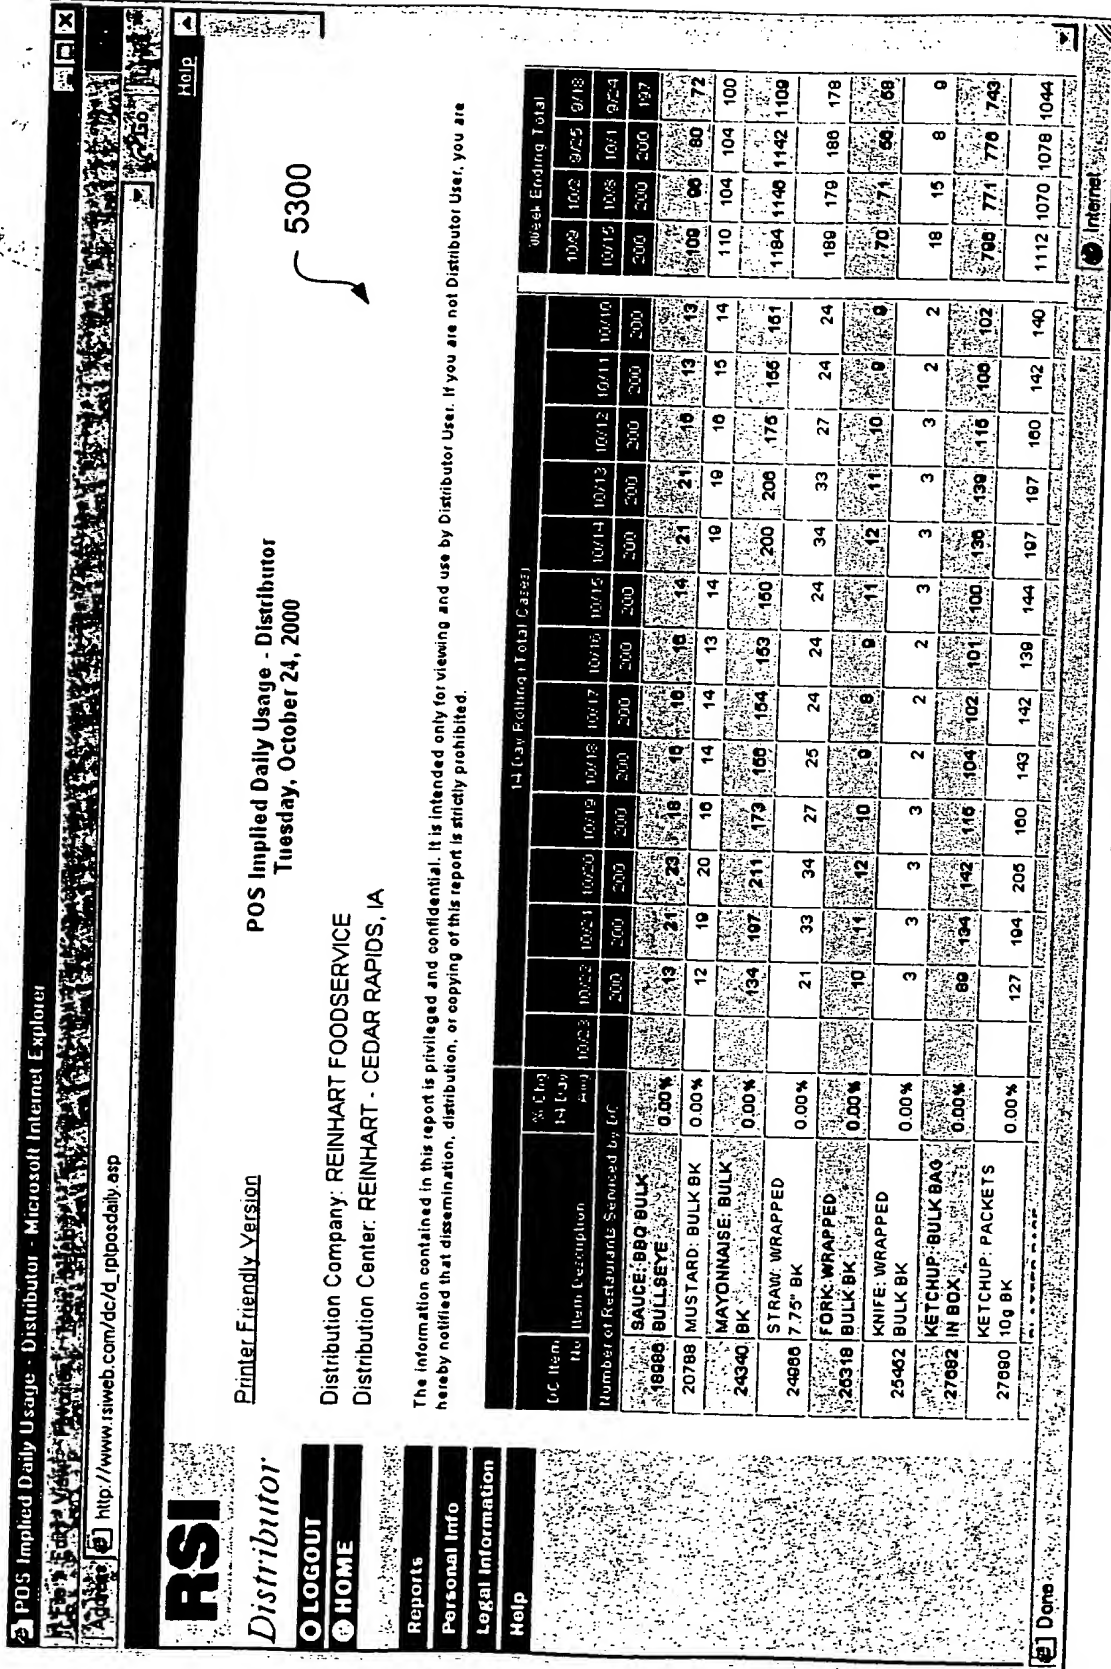 POS Implied Daily Usage - Distributor - Microsoft Internet Explorer
Address http://www.rsiweb.com/dc/d_rptposdaily.asp
Go
RSI
Help
Distributor
LOGOUT
HOME
Reports
Personal Info
Legal Information
Help
Printer Friendly Version
POS Implied Daily Usage - Distributor
Tuesday, October 24, 2000
5300
Distribution Company: REINHART FOODSERVICE
Distribution Center: REINHART - CEDAR RAPIDS, IA
The information contained in this report is privileged and confidential. It is intended only for viewing and use by Distributor User. If you are not Distributor User, you are
hereby notified that dissemination, distribution, or copying of this report is strictly prohibited.
14 Day Rolling Total Cases) Week Ending Total
DC Item No Item Description % Chg 14 Day Avg 10/23 10/22 10/21 10/20 10/19 10/18 10/17 10/16 10/15 10/14 10/13 10/12 10/11 10/10 10/9 10/2 9/25 9/18
10/15 10/8 10/1 9/24
Number of Restaurants Serviced by DC 200 200 200 200 200 200 200 200 200 200 200 200 200 200 200 200 197
18986 SAUCE: BBQ BULK BULLSEYE 0.00% 13 21 23 18 16 16 16 14 21 21 16 13 13 109 96 80 72
20788 MUSTARD: BULK BK 0.00% 12 19 20 16 14 14 13 14 19 19 16 15 14 110 104 104 100
24340 MAYONNAISE: BULK BK 0.00% 134 197 211 173 156 154 153 160 200 206 175 166 161 1184 1146 1142 1109
24986 STRAW: WRAPPED 7.75" BK 0.00% 21 33 34 27 25 24 24 24 34 33 27 24 24 189 179 186 178
25318 FORK: WRAPPED BULK BK 0.00% 10 11 12 10 9 8 9 11 12 11 10 9 9 70 71 68
25462 KNIFE: WRAPPED BULK BK 0.00% 3 3 3 3 2 2 2 3 3 3 3 2 2 18 15 8 9
27682 KETCHUP: BULK BAG IN BOX 0.00% 89 134 142 116 104 102 101 100 136 139 116 106 102 796 771 776 743
27690 KETCHUP: PACKETS 10g BK 0.00% 127 194 205 160 143 142 139 144 197 197 160 142 140 1112 1070 1078 1044
Done
Internet